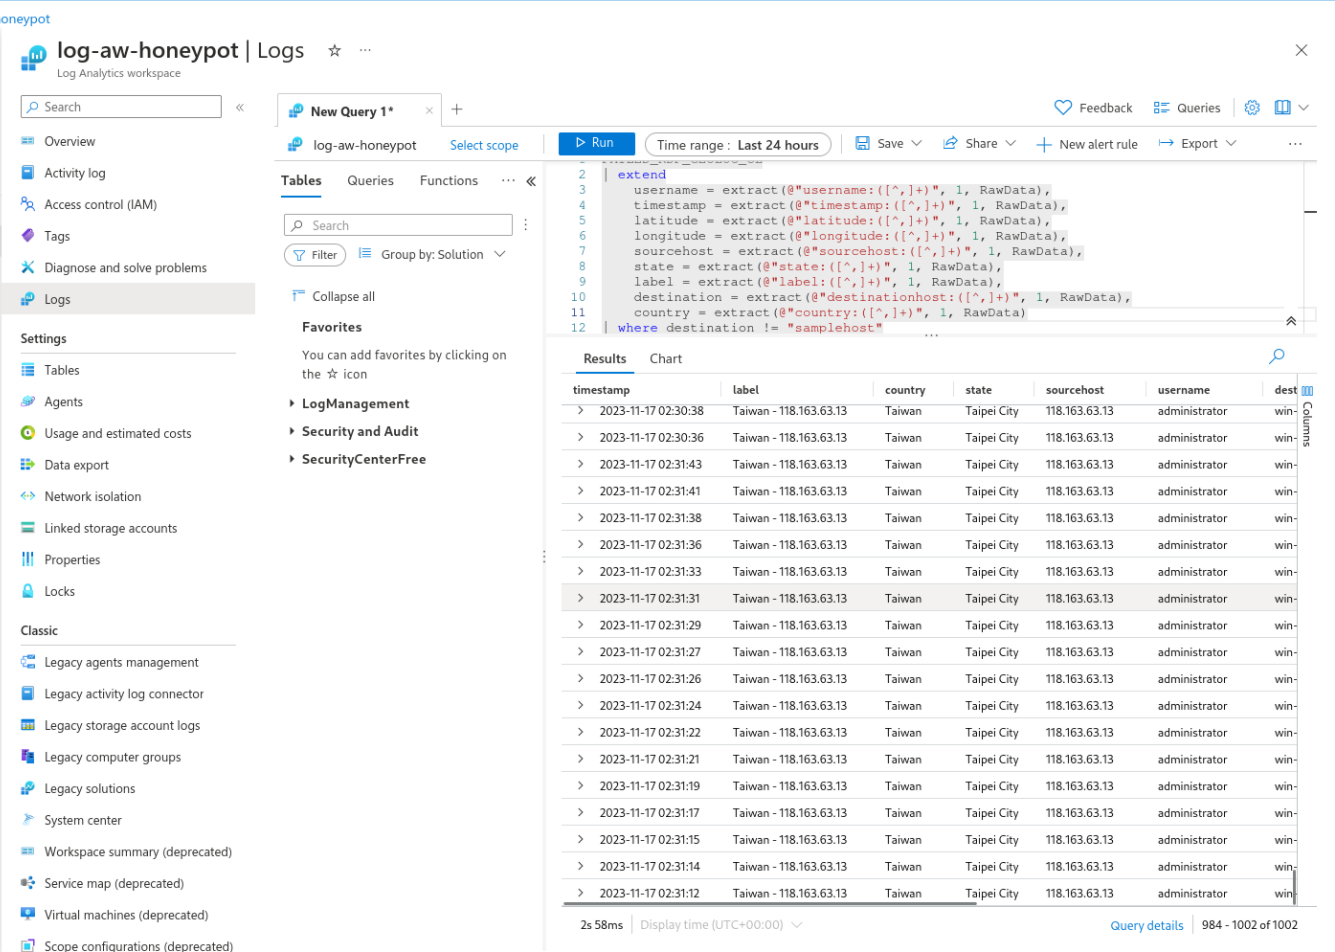 oneypot
log-aw-honeypot | Logs ☆ ...
Log Analytics workspace
Search «
Overview
Activity log
Access control (IAM)
Tags
Diagnose and solve problems
Logs
Settings
Tables
Agents
Usage and estimated costs
Data export
Network isolation
Linked storage accounts
Properties
Locks
Classic
Legacy agents management
Legacy activity log connector
Legacy storage account logs
Legacy computer groups
Legacy solutions
System center
Workspace summary (deprecated)
Service map (deprecated)
Virtual machines (deprecated)
Scope configurations (deprecated)
New Query 1* × +
Feedback Queries
log-aw-honeypot Select scope Run Time range : Last 24 hours Save Share New alert rule Export ...
Tables Queries Functions ... «
Search
Filter Group by: Solution
Collapse all
Favorites
You can add favorites by clicking on
the ☆ icon
LogManagement
Security and Audit
SecurityCenterFree
2 | extend
3 username = extract(@"username:([^,]+)", 1, RawData),
4 timestamp = extract(@"timestamp:([^,]+)", 1, RawData),
5 latitude = extract(@"latitude:([^,]+)", 1, RawData),
6 longitude = extract(@"longitude:([^,]+)", 1, RawData),
7 sourcehost = extract(@"sourcehost:([^,]+)", 1, RawData),
8 state = extract(@"state:([^,]+)", 1, RawData),
9 label = extract(@"label:([^,]+)", 1, RawData),
10 destination = extract(@"destinationhost:([^,]+)", 1, RawData),
11 country = extract(@"country:([^,]+)", 1, RawData)
12 | where destination != "samplehost"
Results Chart
timestamp label country state sourcehost username dest
Columns
2023-11-17 02:30:38 Taiwan - 118.163.63.13 Taiwan Taipei City 118.163.63.13 administrator win-
2023-11-17 02:30:36 Taiwan - 118.163.63.13 Taiwan Taipei City 118.163.63.13 administrator win-
2023-11-17 02:31:43 Taiwan - 118.163.63.13 Taiwan Taipei City 118.163.63.13 administrator win-
2023-11-17 02:31:41 Taiwan - 118.163.63.13 Taiwan Taipei City 118.163.63.13 administrator win-
2023-11-17 02:31:38 Taiwan - 118.163.63.13 Taiwan Taipei City 118.163.63.13 administrator win-
2023-11-17 02:31:36 Taiwan - 118.163.63.13 Taiwan Taipei City 118.163.63.13 administrator win-
2023-11-17 02:31:33 Taiwan - 118.163.63.13 Taiwan Taipei City 118.163.63.13 administrator win-
2023-11-17 02:31:31 Taiwan - 118.163.63.13 Taiwan Taipei City 118.163.63.13 administrator win-
2023-11-17 02:31:29 Taiwan - 118.163.63.13 Taiwan Taipei City 118.163.63.13 administrator win-
2023-11-17 02:31:27 Taiwan - 118.163.63.13 Taiwan Taipei City 118.163.63.13 administrator win-
2023-11-17 02:31:26 Taiwan - 118.163.63.13 Taiwan Taipei City 118.163.63.13 administrator win-
2023-11-17 02:31:24 Taiwan - 118.163.63.13 Taiwan Taipei City 118.163.63.13 administrator win-
2023-11-17 02:31:22 Taiwan - 118.163.63.13 Taiwan Taipei City 118.163.63.13 administrator win-
2023-11-17 02:31:21 Taiwan - 118.163.63.13 Taiwan Taipei City 118.163.63.13 administrator win-
2023-11-17 02:31:19 Taiwan - 118.163.63.13 Taiwan Taipei City 118.163.63.13 administrator win-
2023-11-17 02:31:17 Taiwan - 118.163.63.13 Taiwan Taipei City 118.163.63.13 administrator win-
2023-11-17 02:31:15 Taiwan - 118.163.63.13 Taiwan Taipei City 118.163.63.13 administrator win-
2023-11-17 02:31:14 Taiwan - 118.163.63.13 Taiwan Taipei City 118.163.63.13 administrator win-
2023-11-17 02:31:12 Taiwan - 118.163.63.13 Taiwan Taipei City 118.163.63.13 administrator win
2s 58ms Display time (UTC+00:00) Query details 984 - 1002 of 1002